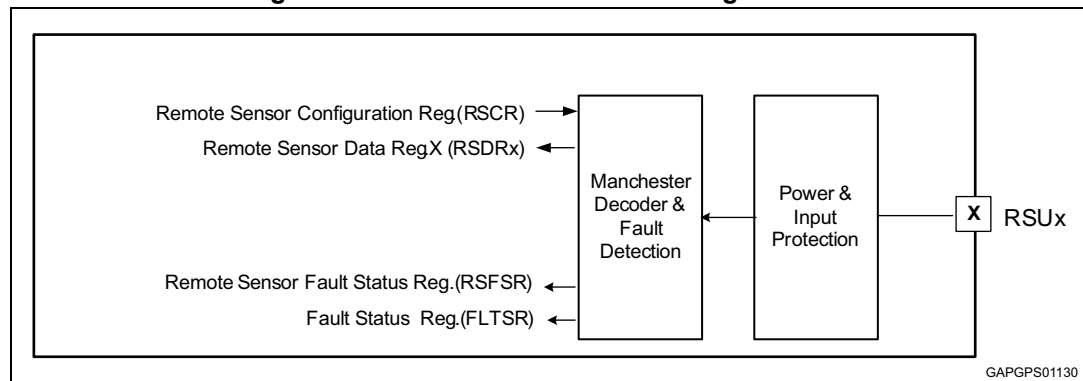 Remote Sensor Configuration Reg.(RSCR)
Remote Sensor Data Reg.X (RSDRx)
Manchester
Decoder &
Fault
Detection
Power &
Input
Protection
X
RSUx
Remote Sensor Fault Status Reg.(RSFSR)
Fault Status Reg.(FLTSR)
GAPGPS01130